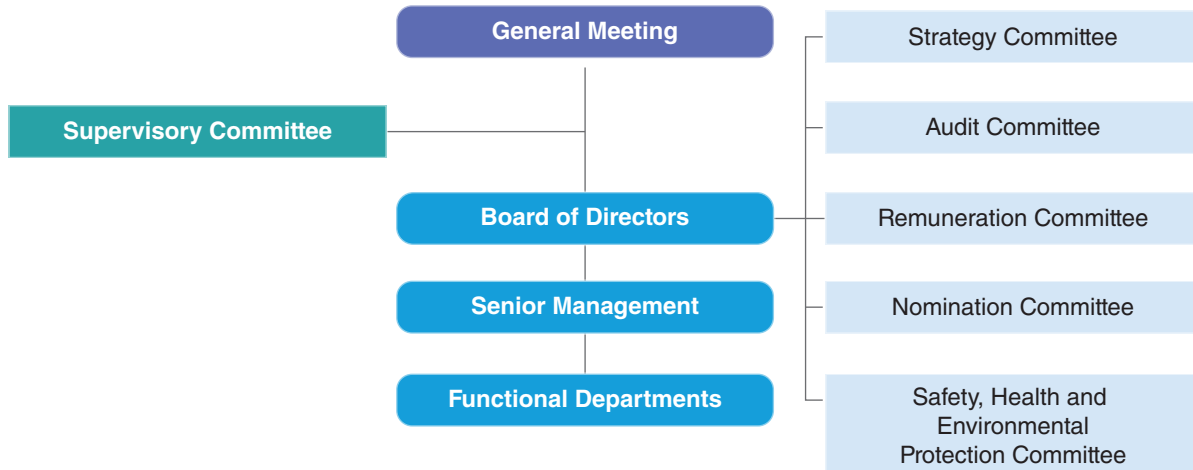 General Meeting
Supervisory Committee
Board of Directors
Senior Management
Functional Departments
Strategy Committee
Audit Committee
Remuneration Committee
Nomination Committee
Safety, Health and
Environmental
Protection Committee